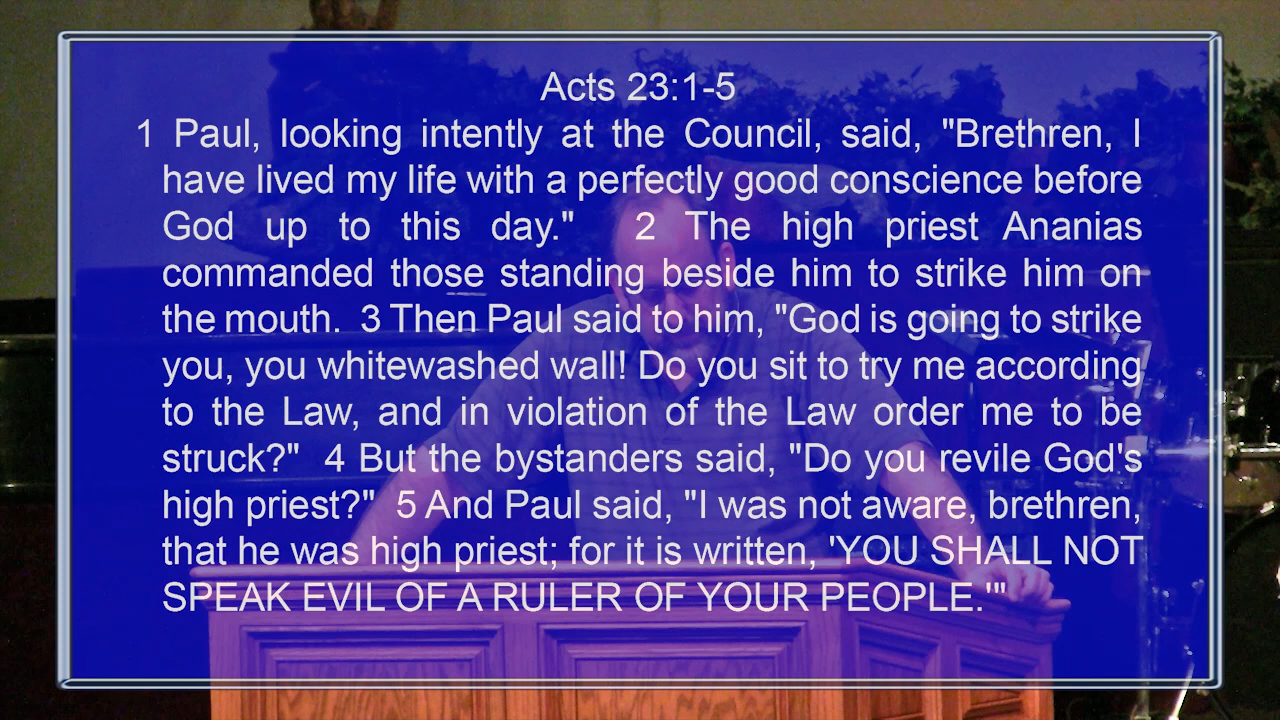 Acts 23:1-5
1 Paul, looking intently at the Council, said, "Brethren, I
have lived my life with a perfectly good conscience before
God up to this day." 2 The high priest Ananias
commanded those standing beside him to strike him on
the mouth. 3 Then Paul said to him, "God is going to strike
you, you whitewashed wall! Do you sit to try me according
to the Law, and in violation of the Law order me to be
struck?" 4 But the bystanders said, "Do you revile God's
high priest?" 5 And Paul said, "I was not aware, brethren,
that he was high priest; for it is written, 'YOU SHALL NOT
SPEAK EVIL OF A RULER OF YOUR PEOPLE.'"